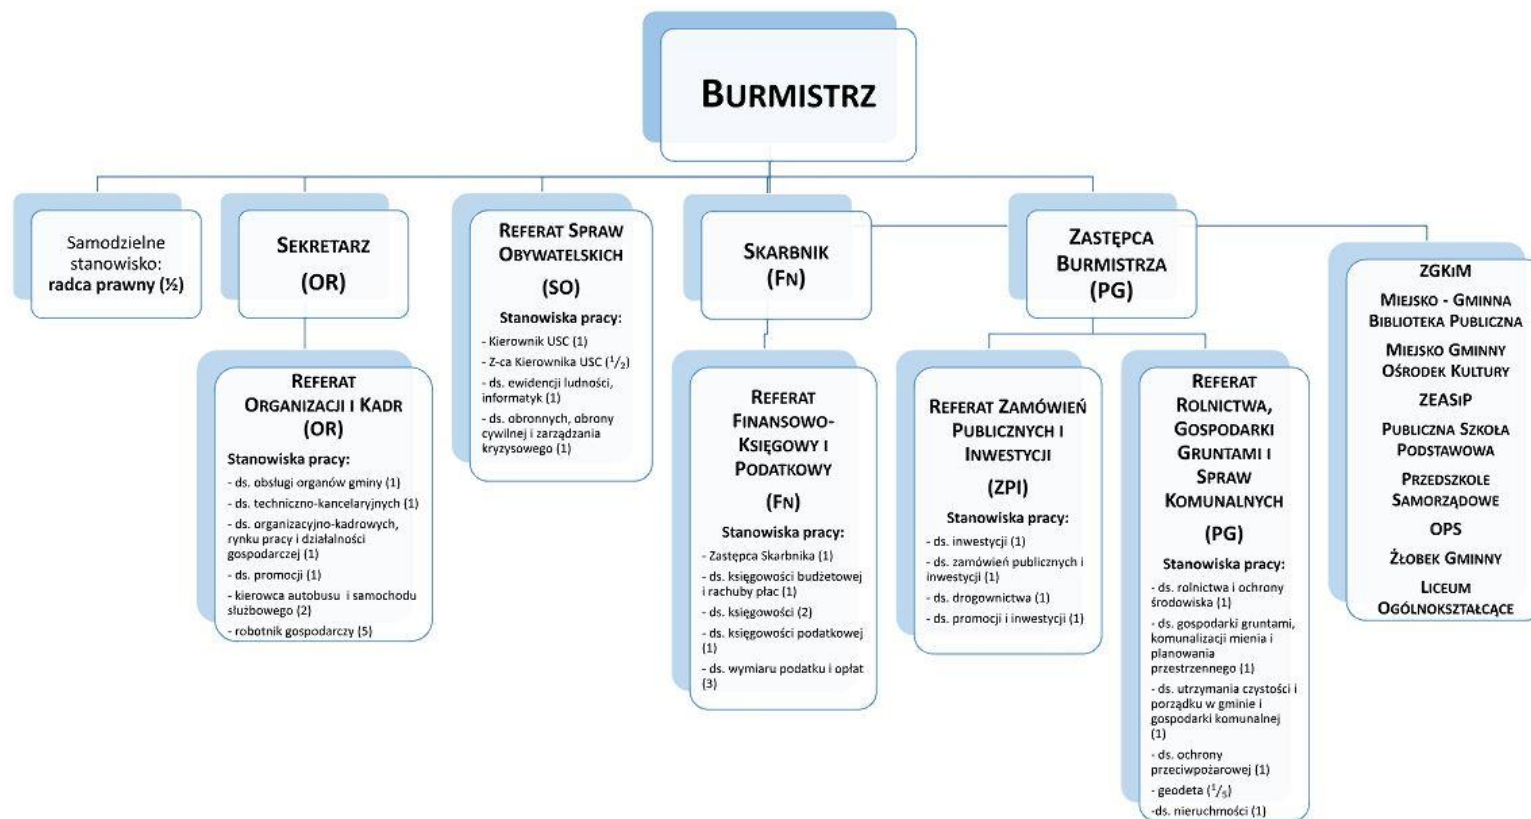 BURMISTRZ
Samodzielne
stanowisko:
radca prawny (½)
SEKRETARZ
(OR)
REFERAT
ORGANIZACJI I KADR
(OR)
Stanowiska pracy:
- ds. obsługi organów gminy (1)
- ds. techniczno-kancelaryjnych (1)
- ds. organizacyjno-kadrowych,
rynku pracy i działalności
gospodarczej (1)
- ds. promocji (1)
- kierowca autobusu i samochodu
służbowego (2)
- robotnik gospodarczy (5)
REFERAT SPRAW
OBYWATELSKICH
(SO)
Stanowiska pracy:
- Kierownik USC (1)
- Z-ca Kierownika USC (1/2)
- ds. ewidencji ludności,
informatyk (1)
- ds. obronnych, obrony
cywilnej i zarządzania
kryzysowego (1)
SKARBNIK
(FN)
REFERAT
FINANSOWO-
KSIĘGOWY I
PODATKOWY
(FN)
Stanowiska pracy:
- Zastępca Skarbnika (1)
- ds. księgowości budżetowej
i rachuby płac (1)
- ds. księgowości (2)
- ds. księgowości podatkowej
(1)
- ds. wymiaru podatku i opłat
(3)
ZASTĘPCA
BURMISTRZA
(PG)
REFERAT ZAMÓWIEŃ
PUBLICZNYCH I
INWESTYCJI
(ZPI)
Stanowiska pracy:
- ds. inwestycji (1)
- ds. zamówień publicznych i
inwestycji (1)
- ds. drogownictwa (1)
- ds. promocji i inwestycji (1)
REFERAT
ROLNICTWA,
GOSPODARKI
GRUNTAMI I
SPRAW
KOMUNALNYCH
(PG)
Stanowiska pracy:
- ds. rolnictwa i ochrony
środowiska (1)
- ds. gospodarki gruntami,
komunalizacji mienia i
planowania
przestrzennego (1)
- ds. utrzymania czystości i
porządku w gminie i
gospodarki komunalnej
(1)
- ds. ochrony
przeciwpożarowej (1)
- geodeta (1/5)
-ds. nieruchmości (1)
ZGKIM
MIEJSKO - GMINNA
BIBLIOTEKA PUBLICZNA
MIEJSKO GMINNY
OŚRODEK KULTURY
ZEASIP
PUBLICZNA SZKOŁA
PODSTAWOWA
PRZEDSZKOLE
SAMORZĄDOWE
OPS
ŻŁOBEK GMINNY
LICEUM
OGÓLNOKSZTAŁCĄCE